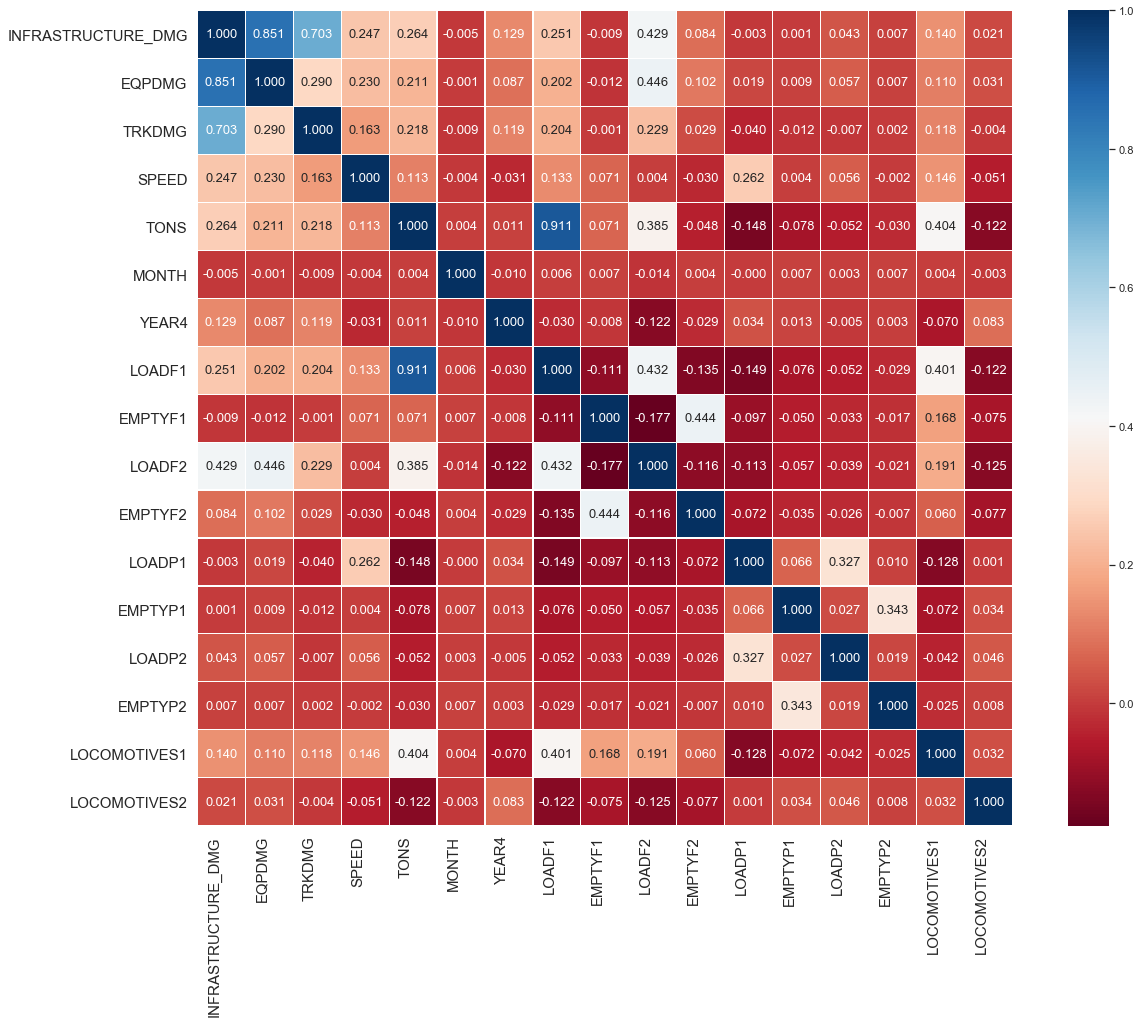 INFRASTRUCTURE_DMG 1.000 0.851 0.703 0.247 0.264 -0.005 0.129 0.251 -0.009 0.429 0.084 -0.003 0.001 0.043 0.007 0.140 0.021
EQPDMG 0.851 1.000 0.290 0.230 0.211 -0.001 0.087 0.202 -0.012 0.446 0.102 0.019 0.009 0.057 0.007 0.110 0.031
TRKDMG 0.703 0.290 1.000 0.163 0.218 -0.009 0.119 0.204 -0.001 0.229 0.029 -0.040 -0.012 -0.007 0.002 0.118 -0.004
SPEED 0.247 0.230 0.163 1.000 0.113 -0.004 -0.031 0.133 0.071 0.004 -0.030 0.262 0.004 0.056 -0.002 0.146 -0.051
TONS 0.264 0.211 0.218 0.113 1.000 0.004 0.011 0.911 0.071 0.385 -0.048 -0.148 -0.078 -0.052 -0.030 0.404 -0.122
MONTH -0.005 -0.001 -0.009 -0.004 0.004 1.000 -0.010 0.006 0.007 -0.014 0.004 -0.000 0.007 0.003 0.007 0.004 -0.003
YEAR4 0.129 0.087 0.119 -0.031 0.011 -0.010 1.000 -0.030 -0.008 -0.122 -0.029 0.034 0.013 -0.005 0.003 -0.070 0.083
LOADF1 0.251 0.202 0.204 0.133 0.911 0.006 -0.030 1.000 -0.111 0.432 -0.135 -0.149 -0.076 -0.052 -0.029 0.401 -0.122
EMPTYF1 -0.009 -0.012 -0.001 0.071 0.071 0.007 -0.008 -0.111 1.000 -0.177 0.444 -0.097 -0.050 -0.033 -0.017 0.168 -0.075
LOADF2 0.429 0.446 0.229 0.004 0.385 -0.014 -0.122 0.432 -0.177 1.000 -0.116 -0.113 -0.057 -0.039 -0.021 0.191 -0.125
EMPTYF2 0.084 0.102 0.029 -0.030 -0.048 0.004 -0.029 -0.135 0.444 -0.116 1.000 -0.072 -0.035 -0.026 -0.007 0.060 -0.077
LOADP1 -0.003 0.019 -0.040 0.262 -0.148 -0.000 0.034 -0.149 -0.097 -0.113 -0.072 1.000 0.066 0.327 0.010 -0.128 0.001
EMPTYP1 0.001 0.009 -0.012 0.004 -0.078 0.007 0.013 -0.076 -0.050 -0.057 -0.035 0.066 1.000 0.027 0.343 -0.072 0.034
LOADP2 0.043 0.057 -0.007 0.056 -0.052 0.003 -0.005 -0.052 -0.033 -0.039 -0.026 0.327 0.027 1.000 0.019 -0.042 0.046
EMPTYP2 0.007 0.007 0.002 -0.002 -0.030 0.007 0.003 -0.029 -0.017 -0.021 -0.007 0.010 0.343 0.019 1.000 -0.025 0.008
LOCOMOTIVES1 0.140 0.110 0.118 0.146 0.404 0.004 -0.070 0.401 0.168 0.191 0.060 -0.128 -0.072 -0.042 -0.025 1.000 0.032
LOCOMOTIVES2 0.021 0.031 -0.004 -0.051 -0.122 -0.003 0.083 -0.122 -0.075 -0.125 -0.077 0.001 0.034 0.046 0.008 0.032 1.000
INFRASTRUCTURE_DMG
EQPDMG
TRKDMG
SPEED
TONS
MONTH
YEAR4
LOADF1
EMPTYF1
LOADF2
EMPTYF2
LOADP1
EMPTYP1
LOADP2
EMPTYP2
LOCOMOTIVES1
LOCOMOTIVES2
1.0
0.8
0.6
0.4
0.2
0.0